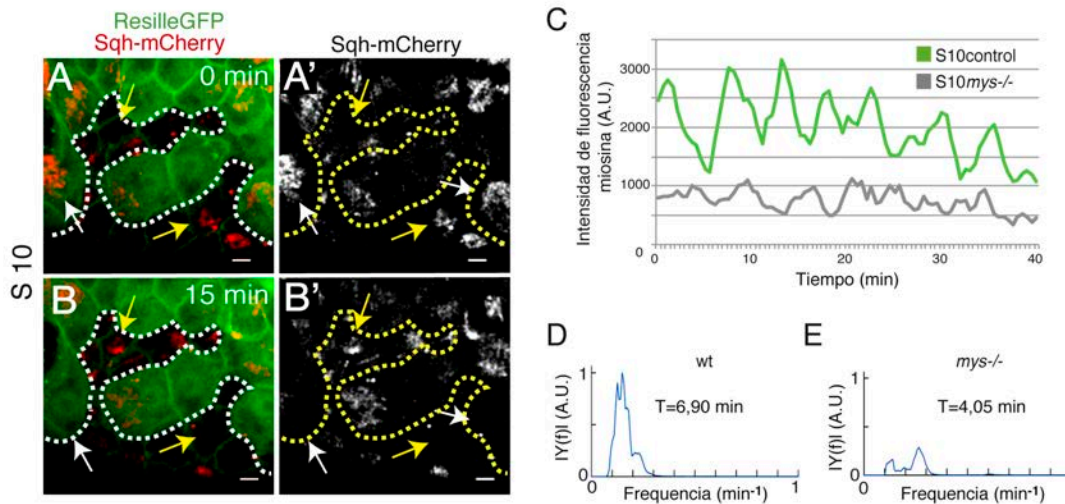 ResilleGFP
Sqh-mCherry
Sqh-mCherry
A
0 min
A'
S 10
B
15 min
B'
C
S10control
S10mys-/-
Intensidad de fluorescencia
miosina (A.U.)
3000
2000
1000
0
0
10
20
30
40
Tiempo (min)
D
wt
T=6,90 min
|Y(f)| (A.U.)
1
0
0
1
Frequencia (min-1)
E
mys-/-
T=4,05 min
|Y(f)| (A.U.)
1
0
0
1
Frequencia (min-1)